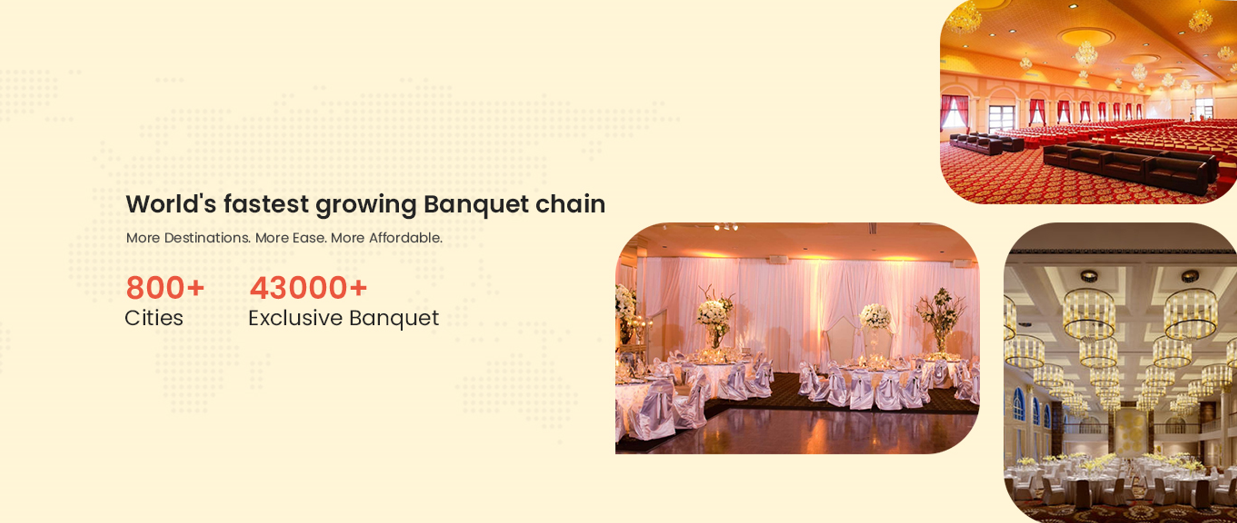 World's fastest growing Banquet chain
More Destinations. More Ease. More Affordable.
800+ 43000+
Cities Exclusive Banquet